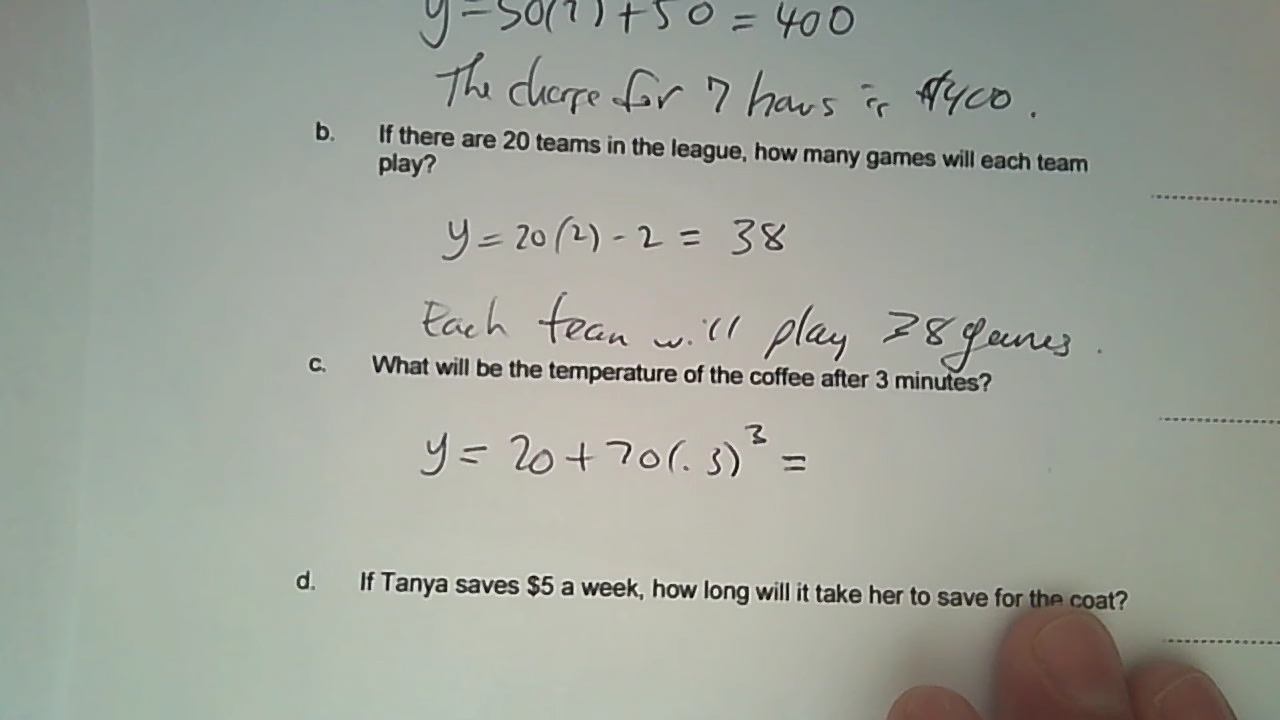 y = 50(7) + 50 = 400
The charge for 7 hours is $400.
b. If there are 20 teams in the league, how many games will each team
play?
y = 20(2) - 2 = 38
Each team will play 38 games.
c. What will be the temperature of the coffee after 3 minutes?
y = 20 + 70(.3)³ =
d. If Tanya saves $5 a week, how long will it take her to save for the coat?